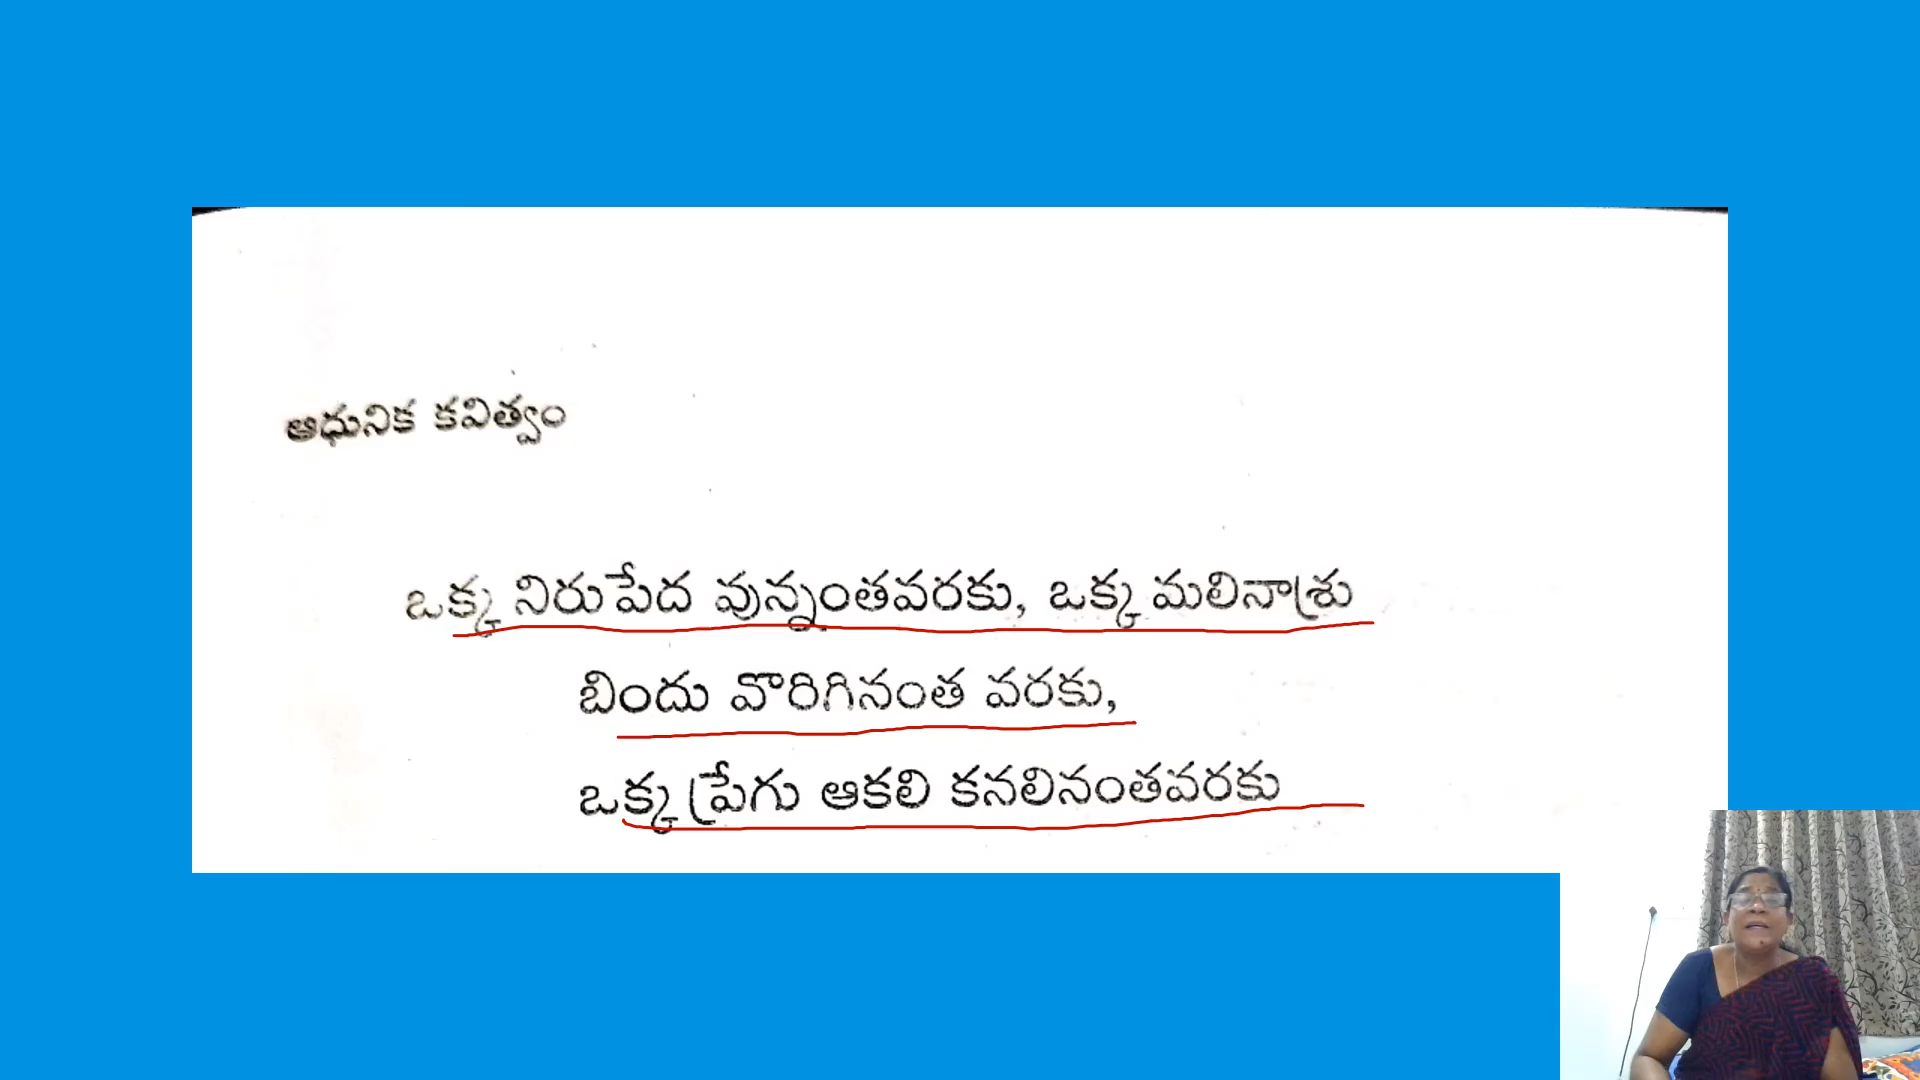 ఆధునిక కవిత్వం
ఒక్క నిరుపేద వున్నంతవరకు, ఒక్క మలినాశ్రు
బిందు వొరిగినంత వరకు,
ఒక్క ప్రేగు ఆకలి కనలినంతవరకు